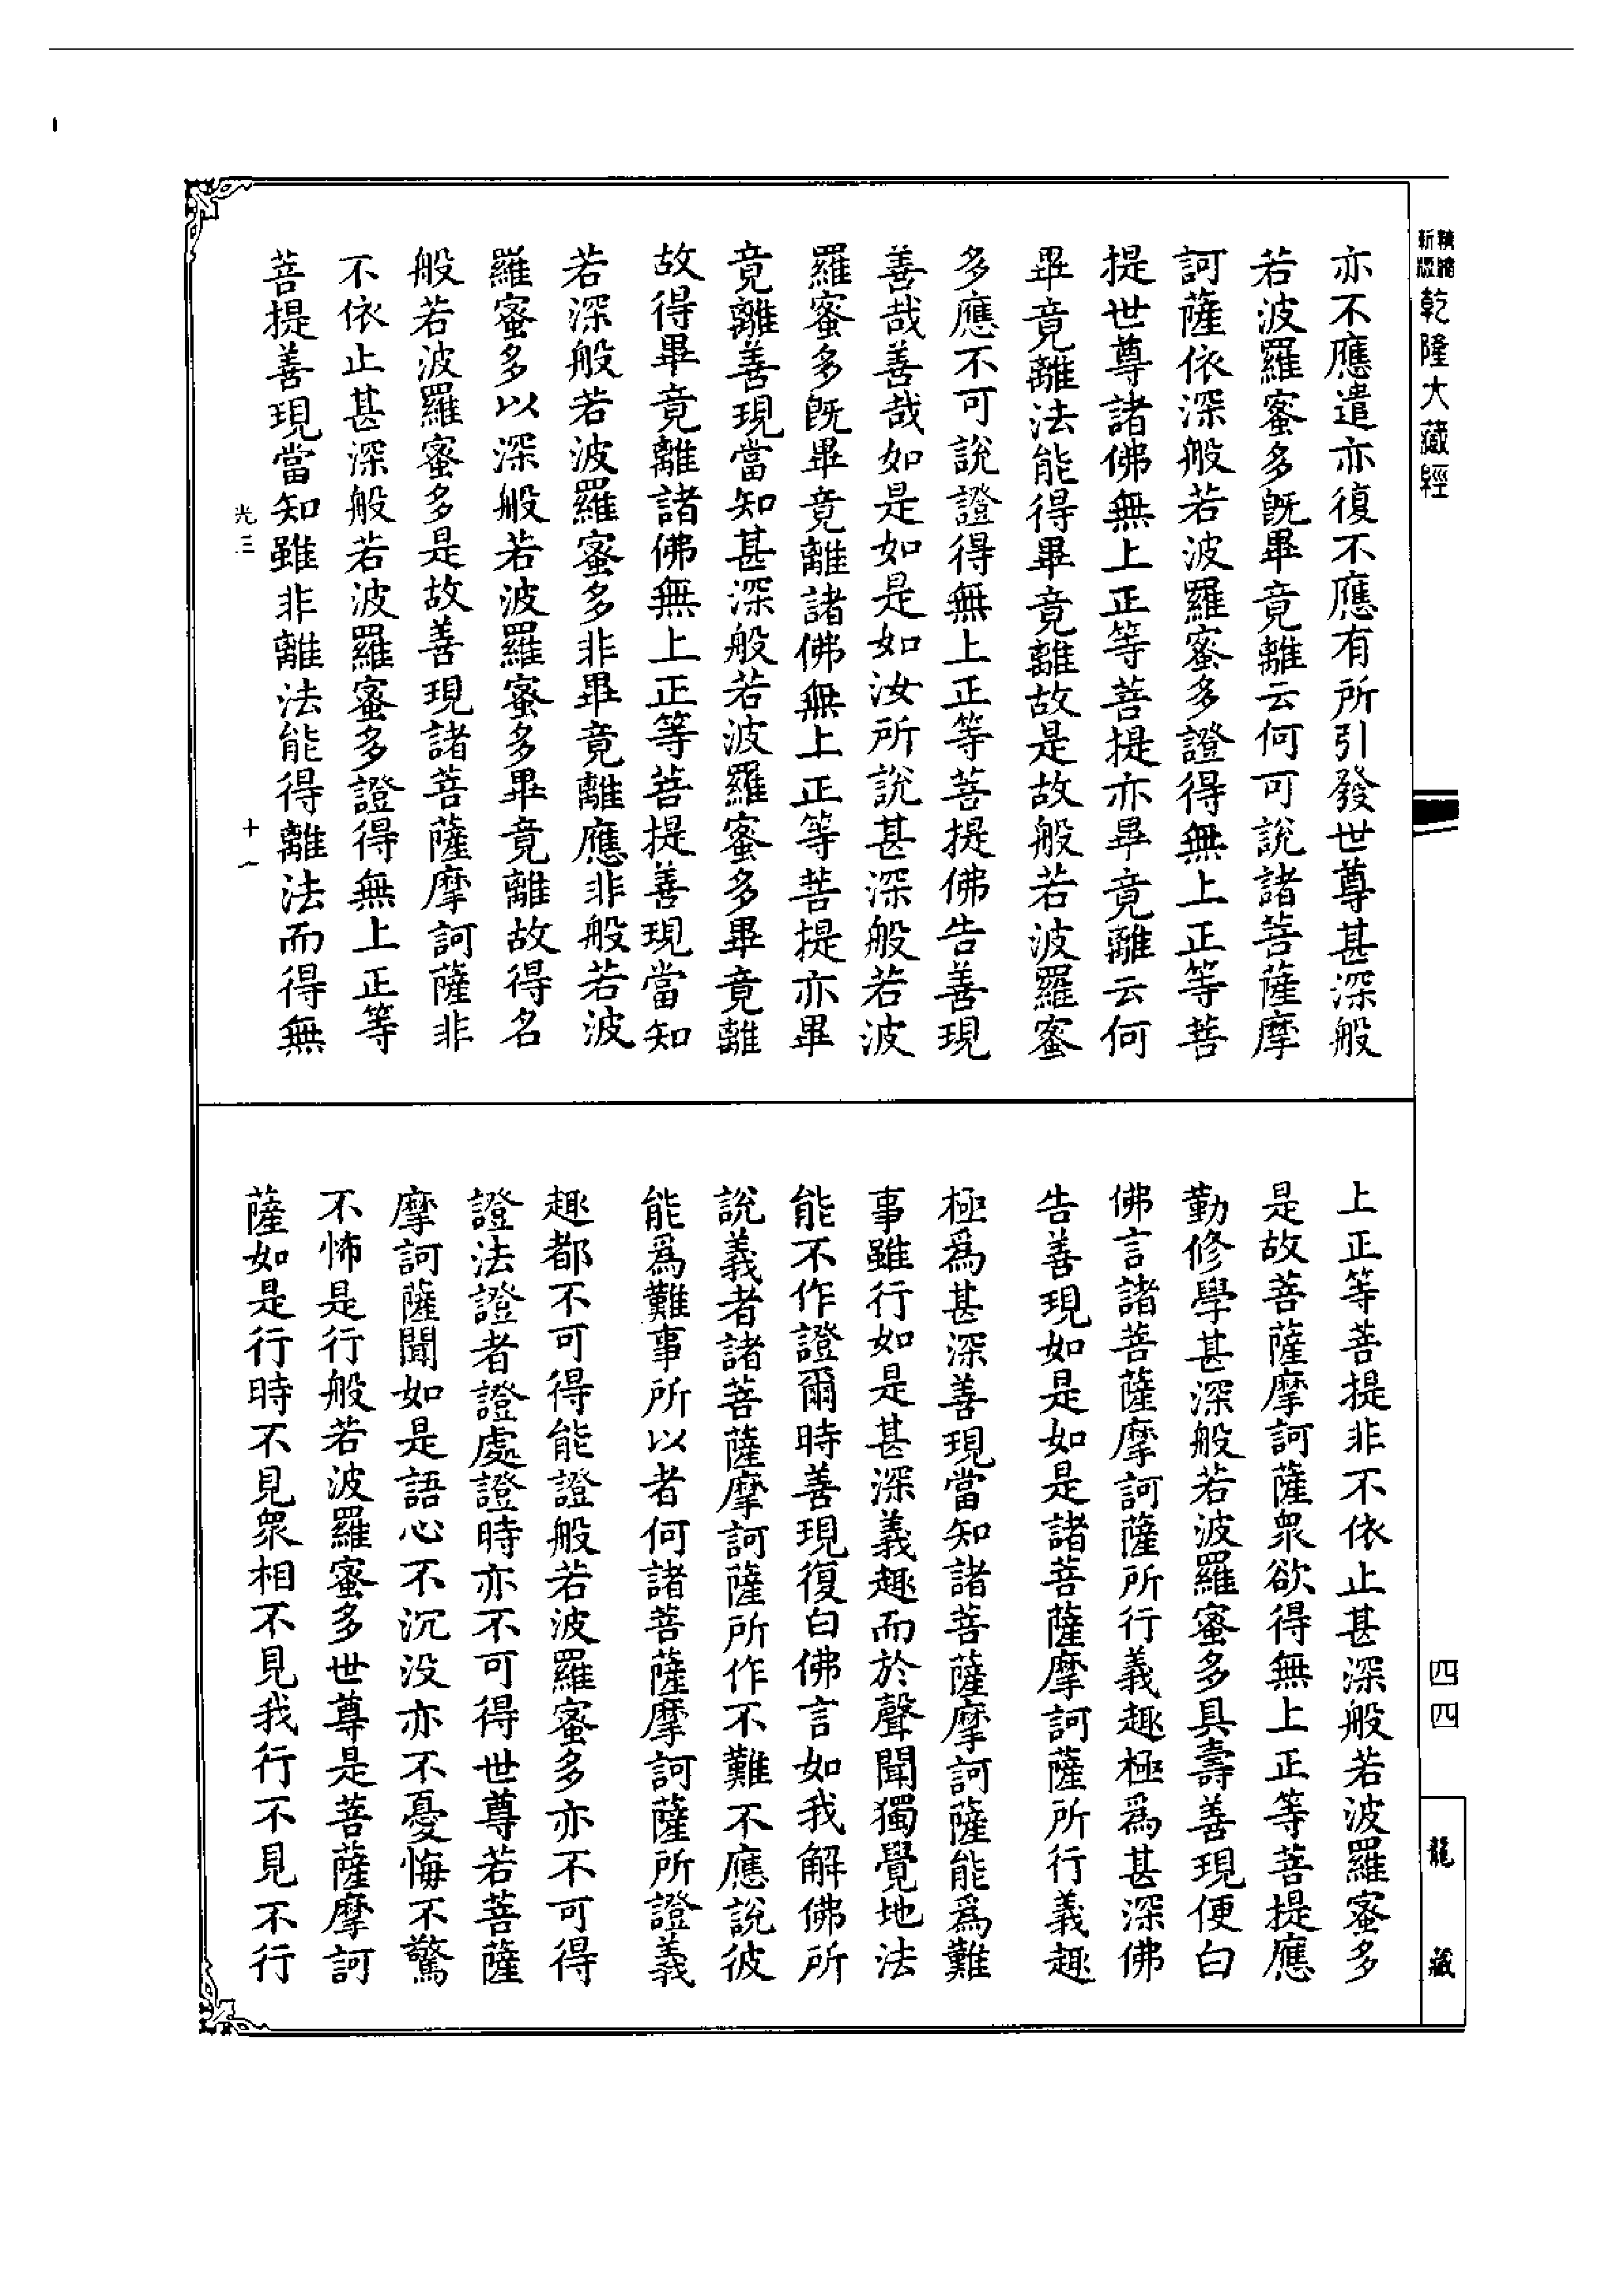 精縮新版乾隆大藏經
亦不應遣亦復不應有所引發世尊甚深般
若波羅蜜多既畢竟離云何可說諸菩薩摩
訶薩依深般若波羅蜜多證得無上正等菩
提世尊諸佛無上正等菩提亦畢竟離云何
畢竟離法能得畢竟離故是故般若波羅蜜
多應不可說證得無上正等菩提佛告善現
善哉善哉如是如是如汝所說甚深般若波
羅蜜多既畢竟離諸佛無上正等菩提亦畢
竟離善現當知甚深般若波羅蜜多畢竟離
故得畢竟離諸佛無上正等菩提善現當知
若深般若波羅蜜多非畢竟離應非般若波
羅蜜多以深般若波羅蜜多畢竟離故得名
般若波羅蜜多是故善現諸菩薩摩訶薩非
不依止甚深般若波羅蜜多證得無上正等
菩提善現當知雖非離法能得離法而得無
光三
十一
上正等菩提非不依止甚深般若波羅蜜多
是故菩薩摩訶薩眾欲得無上正等菩提應
勤修學甚深般若波羅蜜多具壽善現便白
佛言諸菩薩摩訶薩所行義趣極為甚深佛
告善現如是如是諸菩薩摩訶薩所行義趣
極為甚深善現當知諸菩薩摩訶薩能為難
事雖行如是甚深義趣而於聲聞獨覺地法
能不作證爾時善現復白佛言如我解佛所
說義者諸菩薩摩訶薩所作不難不應說彼
能為難事所以者何諸菩薩摩訶薩所證義
趣都不可得能證般若波羅蜜多亦不可得
證法證者證處證時亦不可得世尊若菩薩
摩訶薩聞如是語心不沉没亦不憂悔不驚
不怖是行般若波羅蜜多世尊是菩薩摩訶
薩如是行時不見眾相不見我行不見不行
四四
龍藏